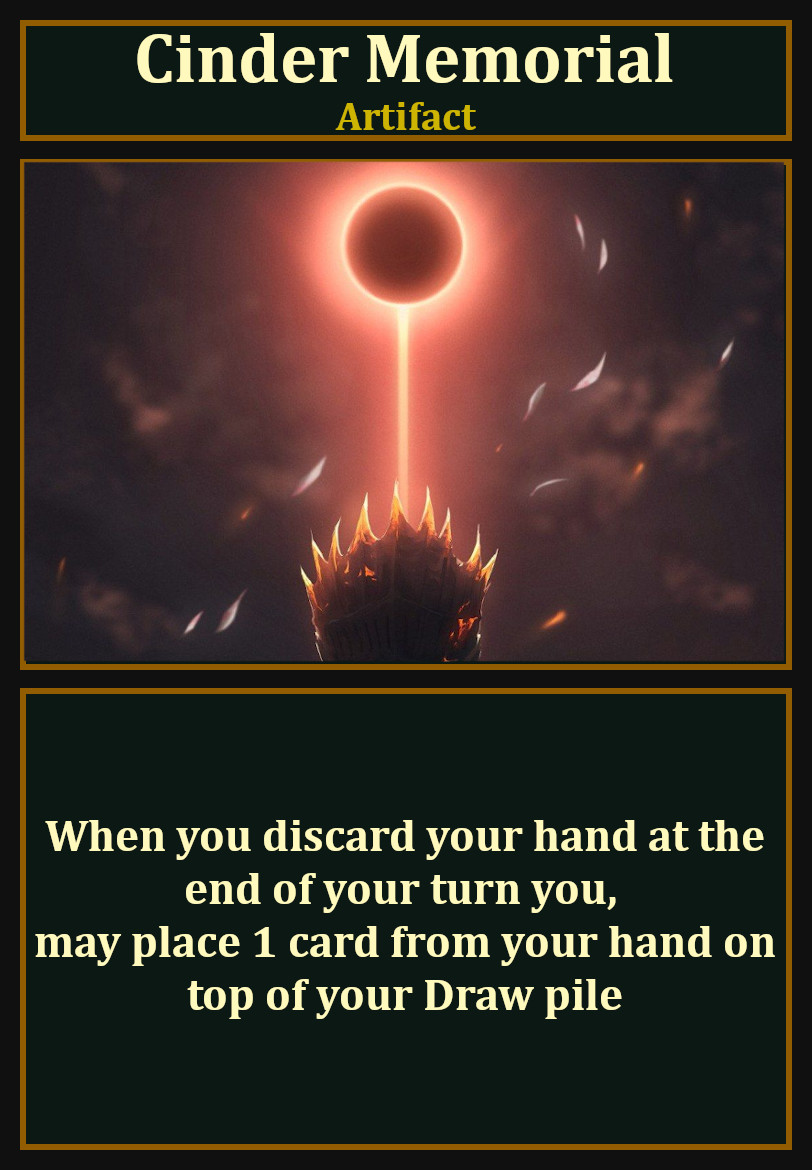 Cinder Memorial
Artifact
When you discard your hand at the
end of your turn you,
may place 1 card from your hand on
top of your Draw pile